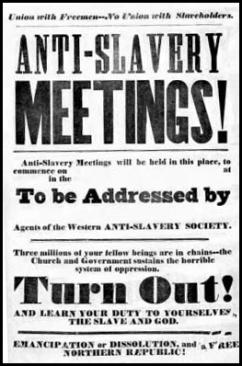 Union with Freemen--No Union with Slaveholders.
ANTI-SLAVERY
MEETINGS!
Anti-Slavery Meetings will be held in this place, to
commence on at
in the
To be Addressed by
Agents of the Western ANTI-SLAVERY SOCIETY.
Three millions of your fellow beings are in chains--the
Church and Government sustains the horrible
system of oppression.
Turn Out!
AND LEARN YOUR DUTY TO YOURSELVES,
THE SLAVE AND GOD.
EMANCIPATION or DISSOLUTION, and a FREE
NORTHERN REPUBLIC!